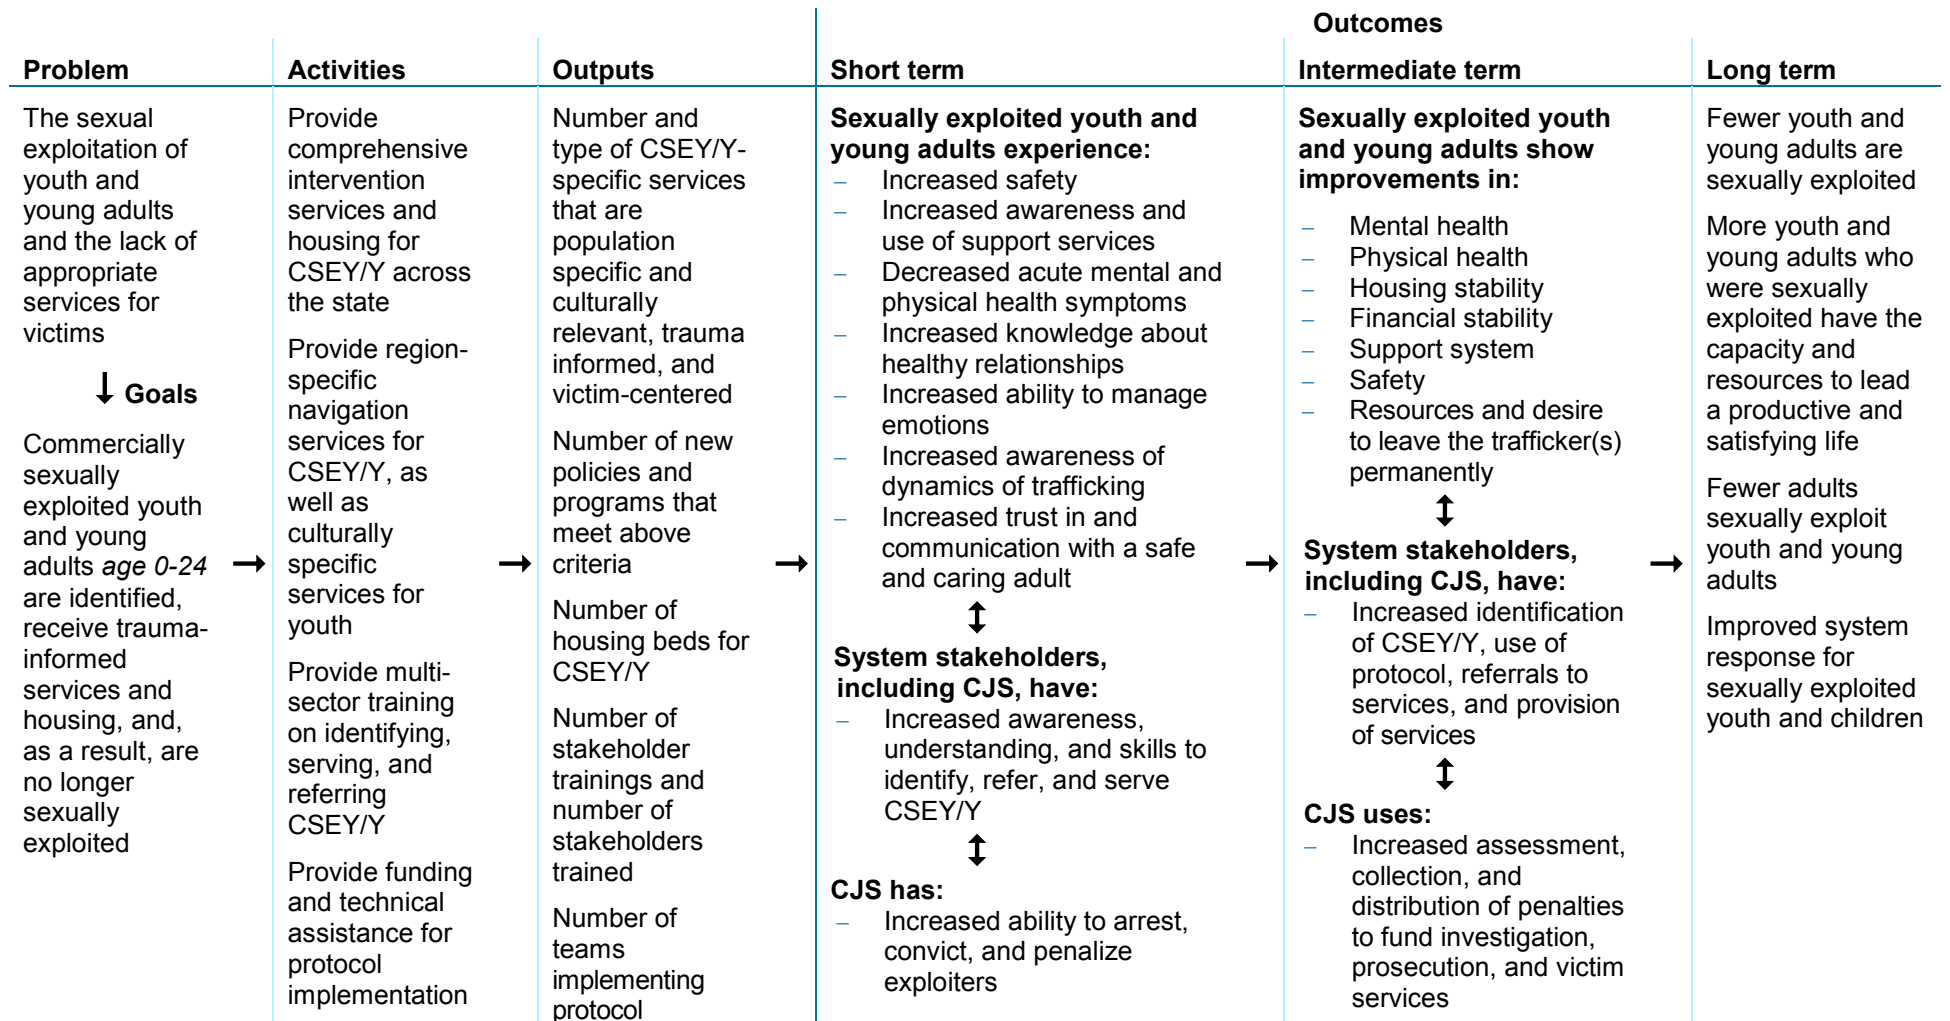 Outcomes
Problem
Activities
Outputs
Short term
Intermediate term
Long term
The sexual
exploitation of
youth and
young adults
and the lack of
appropriate
services for
victims
↓ Goals
Commercially
sexually
exploited youth
and young
adults age 0-24
are identified,
receive trauma-
informed
services and
housing, and,
as a result, are
no longer
sexually
exploited
→
Provide
comprehensive
intervention
services and
housing for
CSEY/Y across
the state
Provide region-
specific
navigation
services for
CSEY/Y, as
well as
culturally
specific
services for
youth
Provide multi-
sector training
on identifying,
serving, and
referring
CSEY/Y
Provide funding
and technical
assistance for
protocol
implementation
→
Number and
type of CSEY/Y-
specific services
that are
population
specific and
culturally
relevant, trauma
informed, and
victim-centered
Number of new
policies and
programs that
meet above
criteria
Number of
housing beds for
CSEY/Y
Number of
stakeholder
trainings and
number of
stakeholders
trained
Number of
teams
implementing
protocol
→
Sexually exploited youth and
young adults experience:
– Increased safety
– Increased awareness and
use of support services
– Decreased acute mental and
physical health symptoms
– Increased knowledge about
healthy relationships
– Increased ability to manage
emotions
– Increased awareness of
dynamics of trafficking
– Increased trust in and
communication with a safe
and caring adult
↕
System stakeholders,
including CJS, have:
– Increased awareness,
understanding, and skills to
identify, refer, and serve
CSEY/Y
↕
CJS has:
– Increased ability to arrest,
convict, and penalize
exploiters
→
Sexually exploited youth
and young adults show
improvements in:
– Mental health
– Physical health
– Housing stability
– Financial stability
– Support system
– Safety
– Resources and desire
to leave the trafficker(s)
permanently
↕
System stakeholders,
including CJS, have:
– Increased identification
of CSEY/Y, use of
protocol, referrals to
services, and provision
of services
↕
CJS uses:
– Increased assessment,
collection, and
distribution of penalties
to fund investigation,
prosecution, and victim
services
→
Fewer youth and
young adults are
sexually exploited
More youth and
young adults who
were sexually
exploited have the
capacity and
resources to lead
a productive and
satisfying life
Fewer adults
sexually exploit
youth and young
adults
Improved system
response for
sexually exploited
youth and children